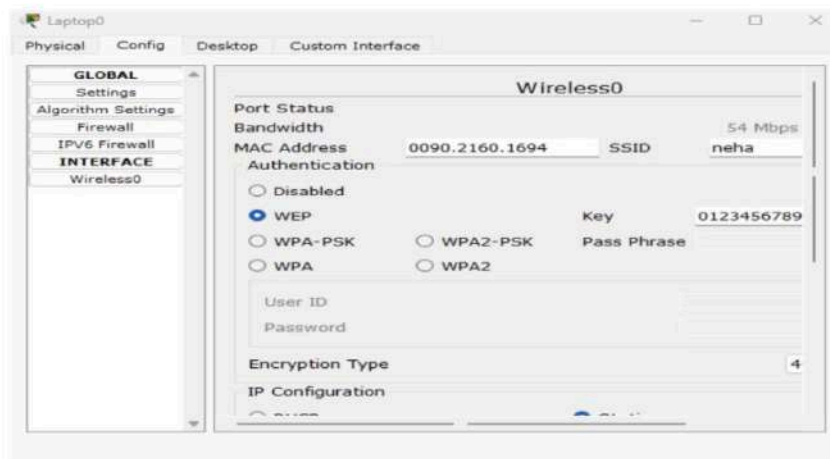 Laptop0
Physical Config Desktop Custom Interface
GLOBAL
Settings
Algorithm Settings
Firewall
IPV6 Firewall
INTERFACE
Wireless0
Wireless0
Port Status
Bandwidth 54 Mbps
MAC Address 0090.2160.1694 SSID neha
Authentication
Disabled
WEP Key 0123456789
WPA-PSK WPA2-PSK Pass Phrase
WPA WPA2
User ID
Password
Encryption Type 4
IP Configuration